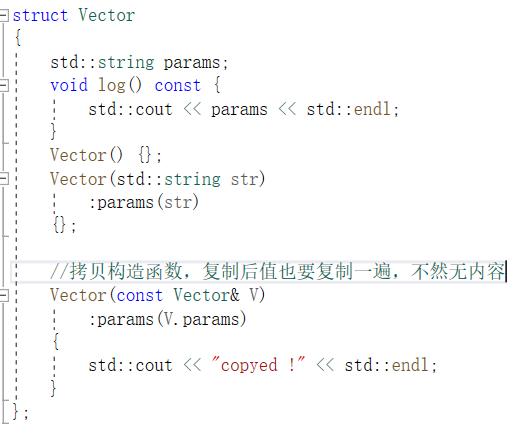 struct Vector
{
std::string params;
void log() const {
std::cout << params << std::endl;
}
Vector() {};
Vector(std::string str)
:params(str)
{};
//拷贝构造函数，复制后值也要复制一遍，不然无内容
Vector(const Vector& V)
:params(V.params)
{
std::cout << "copyed !" << std::endl;
}
};